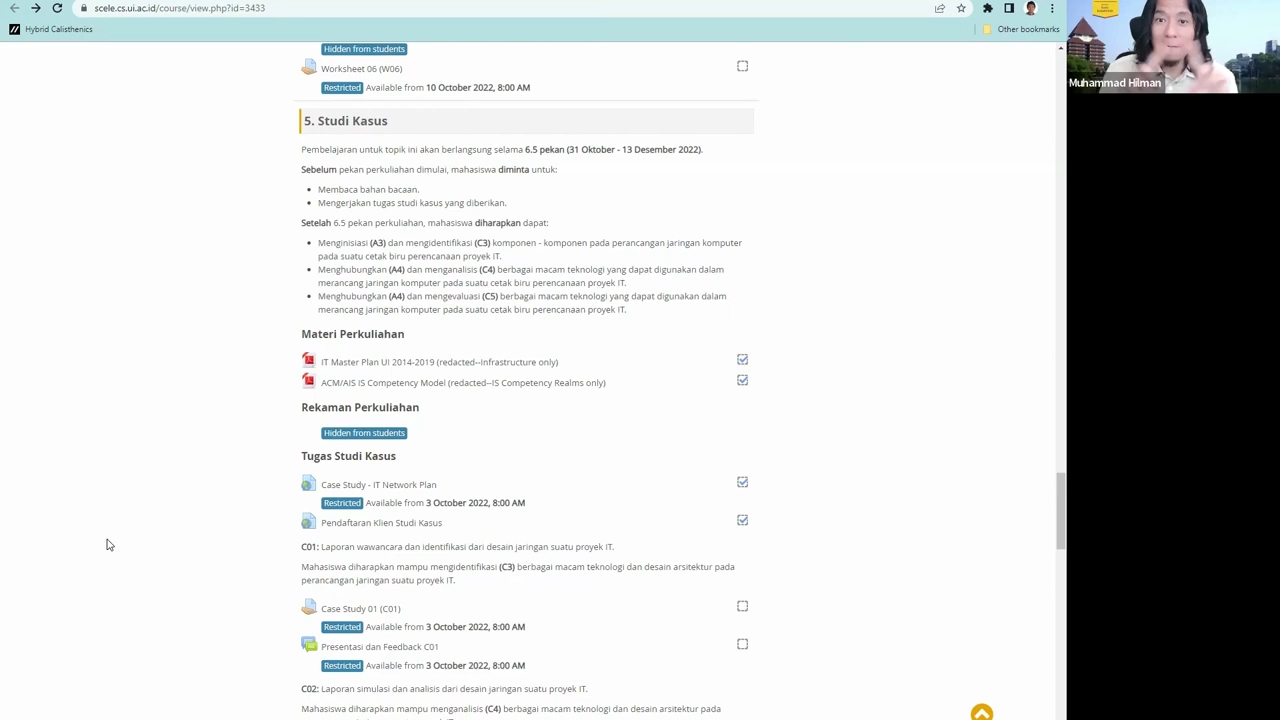 scele.cs.ui.ac.id/course/view.php?id=3433
Hybrid Calisthenics
Other bookmarks
Muhammad Hilman
Hidden from students
Worksheet 06 (W06)
Restricted Available from 10 October 2022, 8:00 AM
5. Studi Kasus
Pembelajaran untuk topik ini akan berlangsung selama 6.5 pekan (31 Oktober - 13 Desember 2022).
Sebelum pekan perkuliahan dimulai, mahasiswa diminta untuk:
Membaca bahan bacaan.
Mengerjakan tugas studi kasus yang diberikan.
Setelah 6.5 pekan perkuliahan, mahasiswa diharapkan dapat:
Menginisiasi (A3) dan mengidentifikasi (C3) komponen - komponen pada perancangan jaringan komputer
pada suatu cetak biru perencanaan proyek IT.
Menghubungkan (A4) dan menganalisis (C4) berbagai macam teknologi yang dapat digunakan dalam
merancang jaringan komputer pada suatu cetak biru perencanaan proyek IT.
Menghubungkan (A4) dan mengevaluasi (C5) berbagai macam teknologi yang dapat digunakan dalam
merancang jaringan komputer pada suatu cetak biru perencanaan proyek IT.
Materi Perkuliahan
IT Master Plan UI 2014-2019 (redacted--Infrastructure only)
ACM/AIS IS Competency Model (redacted--IS Competency Realms only)
Rekaman Perkuliahan
Hidden from students
Tugas Studi Kasus
Case Study - IT Network Plan
Restricted Available from 3 October 2022, 8:00 AM
Pendaftaran Klien Studi Kasus
C01: Laporan wawancara dan identifikasi dari desain jaringan suatu proyek IT.
Mahasiswa diharapkan mampu mengidentifikasi (C3) berbagai macam teknologi dan desain arsitektur pada
perancangan jaringan suatu proyek IT.
Case Study 01 (C01)
Restricted Available from 3 October 2022, 8:00 AM
Presentasi dan Feedback C01
Restricted Available from 3 October 2022, 8:00 AM
C02: Laporan simulasi dan analisis dari desain jaringan suatu proyek IT.
Mahasiswa diharapkan mampu menganalisis (C4) berbagai macam teknologi dan desain arsitektur pada